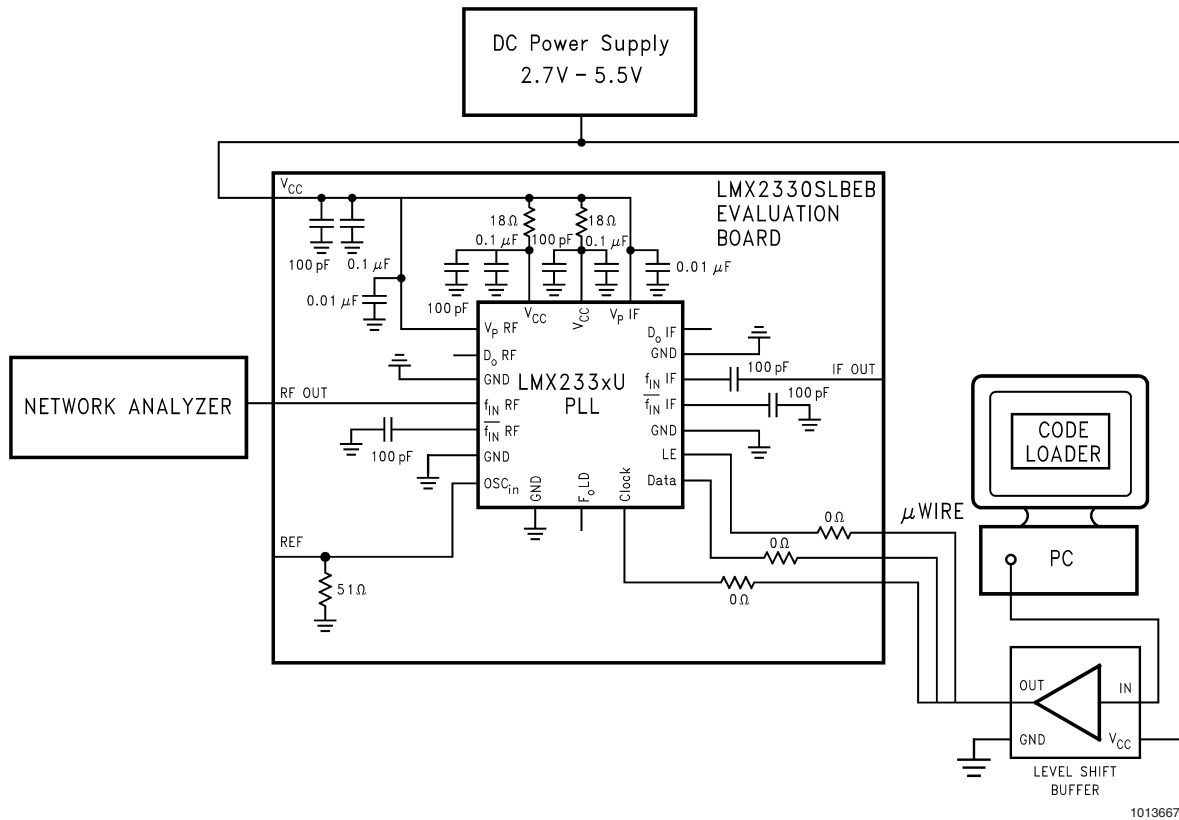 DC Power Supply
2.7V – 5.5V
LMX2330SLBEB
EVALUATION
BOARD
VCC
18Ω
18Ω
0.1 μF
100 pF
0.1 μF
100 pF
0.1 μF
0.01 μF
0.01 μF
100 pF
VCC
VCC
VP IF
VP RF
Do RF
GND
fIN RF
fIN RF
GND
OSCin
LMX233xU
PLL
Do IF
GND
fIN IF
fIN IF
GND
LE
Data
GND
FoLD
Clock
NETWORK ANALYZER
RF OUT
100 pF
100 pF
IF OUT
100 pF
REF
51Ω
0Ω
0Ω
0Ω
μWIRE
CODE
LOADER
PC
OUT
IN
GND
VCC
LEVEL SHIFT
BUFFER
1013667